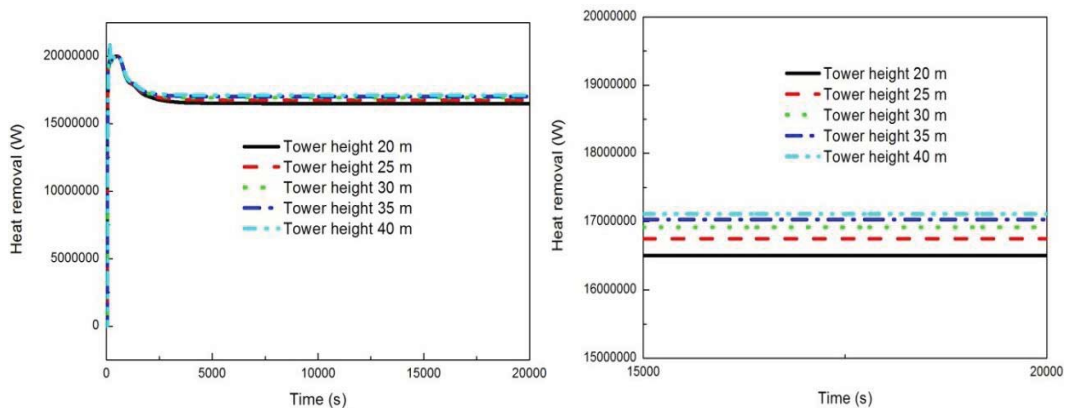 20000000
15000000
10000000
5000000
0
Heat removal (W)
Tower height 20 m
Tower height 25 m
Tower height 30 m
Tower height 35 m
Tower height 40 m
0
5000
10000
15000
20000
Time (s)
20000000
19000000
18000000
17000000
16000000
15000000
Heat removal (W)
Tower height 20 m
Tower height 25 m
Tower height 30 m
Tower height 35 m
Tower height 40 m
15000
20000
Time (s)